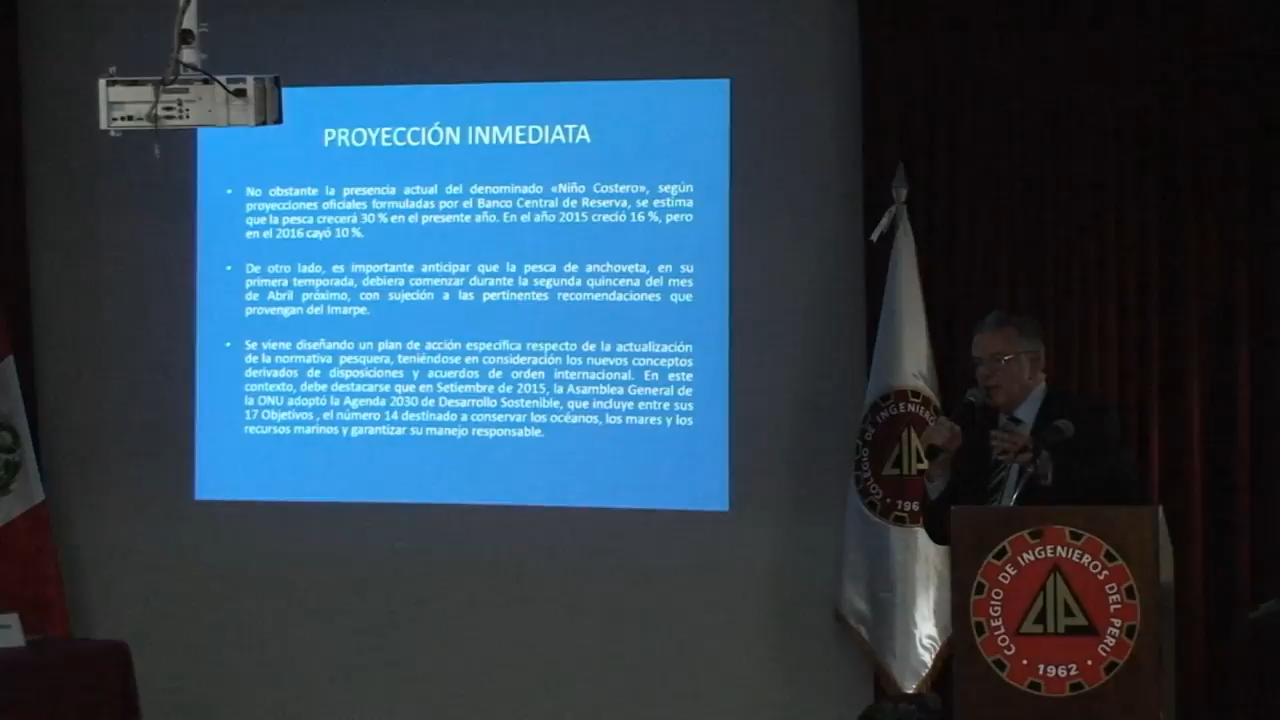 PROYECCIÓN INMEDIATA
• No obstante la presencia actual del denominado «Niño Costero», según
proyecciones oficiales formuladas por el Banco Central de Reserva, se estima
que la pesca crecerá 30 % en el presente año. En el año 2015 creció 16 %, pero
en el 2016 cayó 10 %.
• De otro lado, es importante anticipar que la pesca de anchoveta, en su
primera temporada, debiera comenzar durante la segunda quincena del mes
de Abril próximo, con sujeción a las pertinentes recomendaciones que
provengan del Imarpe.
• Se viene diseñando un plan de acción específica respecto de la actualización
de la normativa pesquera, teniéndose en consideración los nuevos conceptos
derivados de disposiciones y acuerdos de orden internacional. En este
contexto, debe destacarse que en Setiembre de 2015, la Asamblea General de
la ONU adoptó la Agenda 2030 de Desarrollo Sostenible, que incluye entre sus
17 Objetivos , el número 14 destinado a conservar los océanos, los mares y los
recursos marinos y garantizar su manejo responsable.
COLEGIO DE INGENIERO
CIP
196
COLEGIO DE INGENIEROS DEL PERU
CIP
1962